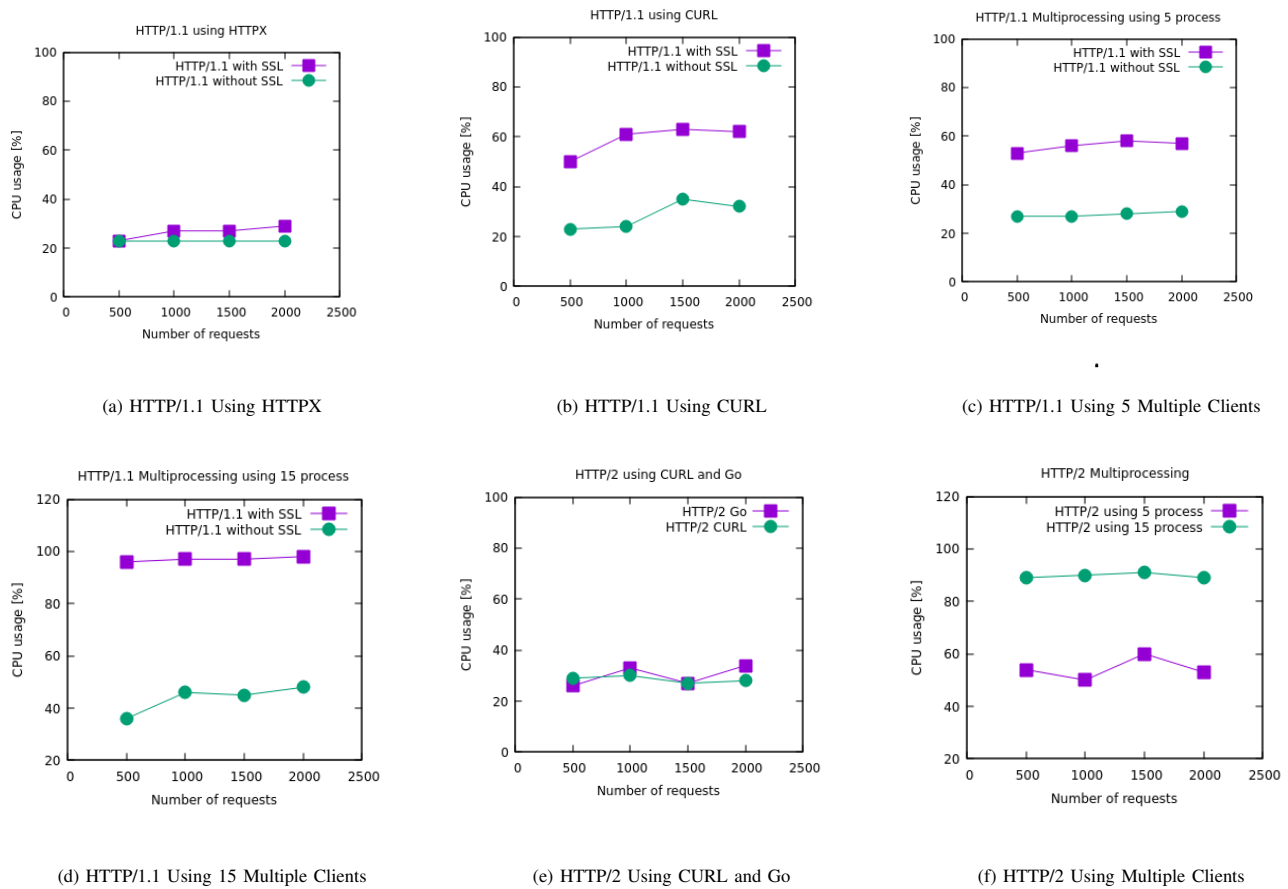 HTTP/1.1 using HTTPX
HTTP/1.1 with SSL
HTTP/1.1 without SSL
100
80
60
40
20
0
CPU usage [%]
0 500 1000 1500 2000 2500
Number of requests
(a) HTTP/1.1 Using HTTPX
HTTP/1.1 using CURL
HTTP/1.1 with SSL
HTTP/1.1 without SSL
100
80
60
40
20
0
CPU usage [%]
0 500 1000 1500 2000 2500
Number of requests
(b) HTTP/1.1 Using CURL
HTTP/1.1 Multiprocessing using 5 process
HTTP/1.1 with SSL
HTTP/1.1 without SSL
100
80
60
40
20
0
CPU usage [%]
0 500 1000 1500 2000 2500
Number of requests
(c) HTTP/1.1 Using 5 Multiple Clients
HTTP/1.1 Multiprocessing using 15 process
HTTP/1.1 with SSL
HTTP/1.1 without SSL
120
100
80
60
40
20
CPU usage [%]
0 500 1000 1500 2000 2500
Number of requests
(d) HTTP/1.1 Using 15 Multiple Clients
HTTP/2 using CURL and Go
HTTP/2 Go
HTTP/2 CURL
100
80
60
40
20
0
CPU usage [%]
0 500 1000 1500 2000 2500
Number of requests
(e) HTTP/2 Using CURL and Go
HTTP/2 Multiprocessing
HTTP/2 using 5 process
HTTP/2 using 15 process
120
100
80
60
40
20
CPU usage [%]
0 500 1000 1500 2000 2500
Number of requests
(f) HTTP/2 Using Multiple Clients